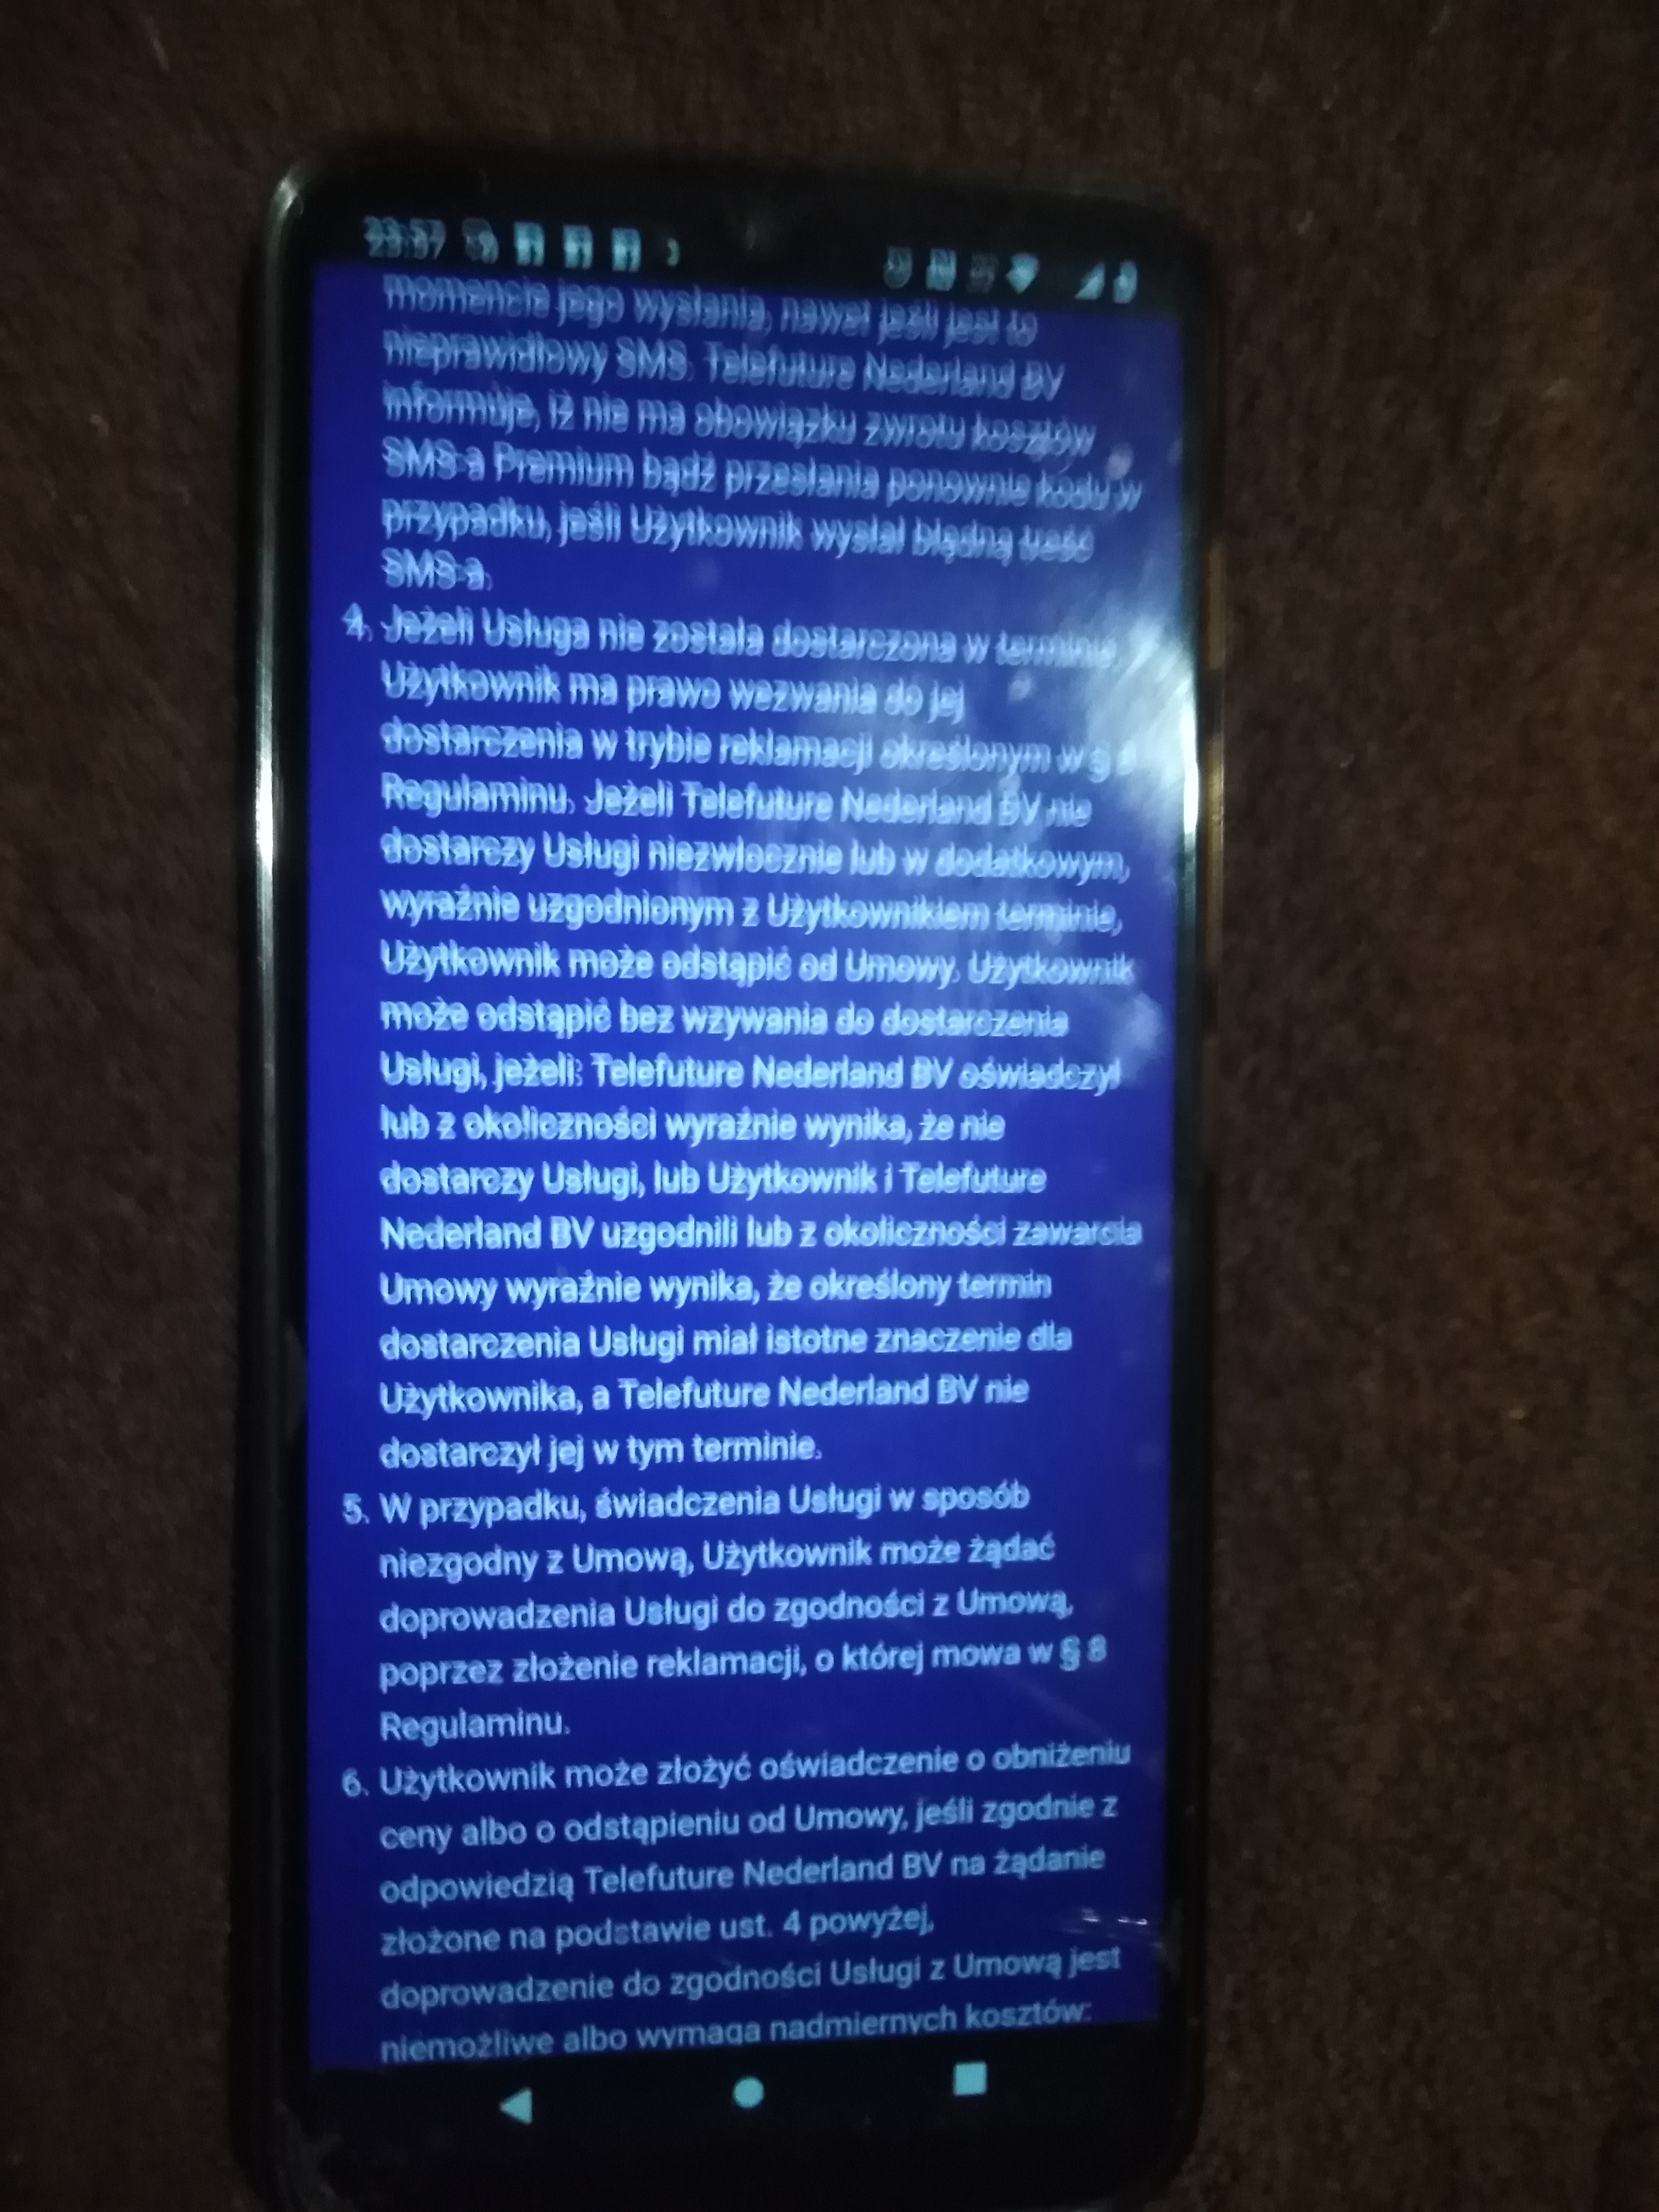 23:57
momencie jego wysłania, nawet jeśli jest to
nieprawidłowy SMS. Telefuture Nederland BV
informuje, iż nie ma obowiązku zwrotu kosztów
SMS-a Premium bądź przesłania ponownie kodu w
przypadku, jeśli Użytkownik wysłał błędną treść
SMS-a.
4. Jeżeli Usługa nie została dostarczona w terminie,
Użytkownik ma prawo wezwania do jej
dostarczenia w trybie reklamacji określonym w §
Regulaminu. Jeżeli Telefuture Nederland BV nie
dostarczy Usługi niezwłocznie lub w dodatkowym,
wyraźnie uzgodnionym z Użytkownikiem terminie,
Użytkownik może odstąpić od Umowy. Użytkownik
może odstąpić bez wzywania do dostarczenia
Usługi, jeżeli: Telefuture Nederland BV oświadczył
lub z okoliczności wyraźnie wynika, że nie
dostarczy Usługi, lub Użytkownik i Telefuture
Nederland BV uzgodnili lub z okoliczności zawarcia
Umowy wyraźnie wynika, że określony termin
dostarczenia Usługi miał istotne znaczenie dla
Użytkownika, a Telefuture Nederland BV nie
dostarczył jej w tym terminie.
5. W przypadku, świadczenia Usługi w sposób
niezgodny z Umową, Użytkownik może żądać
doprowadzenia Usługi do zgodności z Umową,
poprzez złożenie reklamacji, o której mowa w § 8
Regulaminu.
6. Użytkownik może złożyć oświadczenie o obniżeniu
ceny albo o odstąpieniu od Umowy, jeśli zgodnie z
odpowiedzią Telefuture Nederland BV na żądanie
złożone na podstawie ust. 4 powyżej,
doprowadzenie do zgodności Usługi z Umową jest
niemożliwe albo wymaga nadmiernych kosztów: